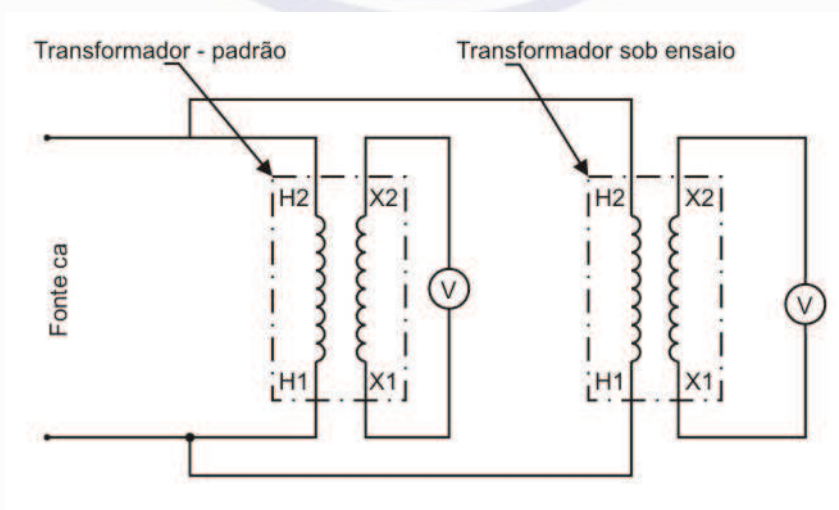 Transformador - padrão
Transformador sob ensaio
Fonte ca
H2
X2
H1
X1
V
H2
X2
H1
X1
V